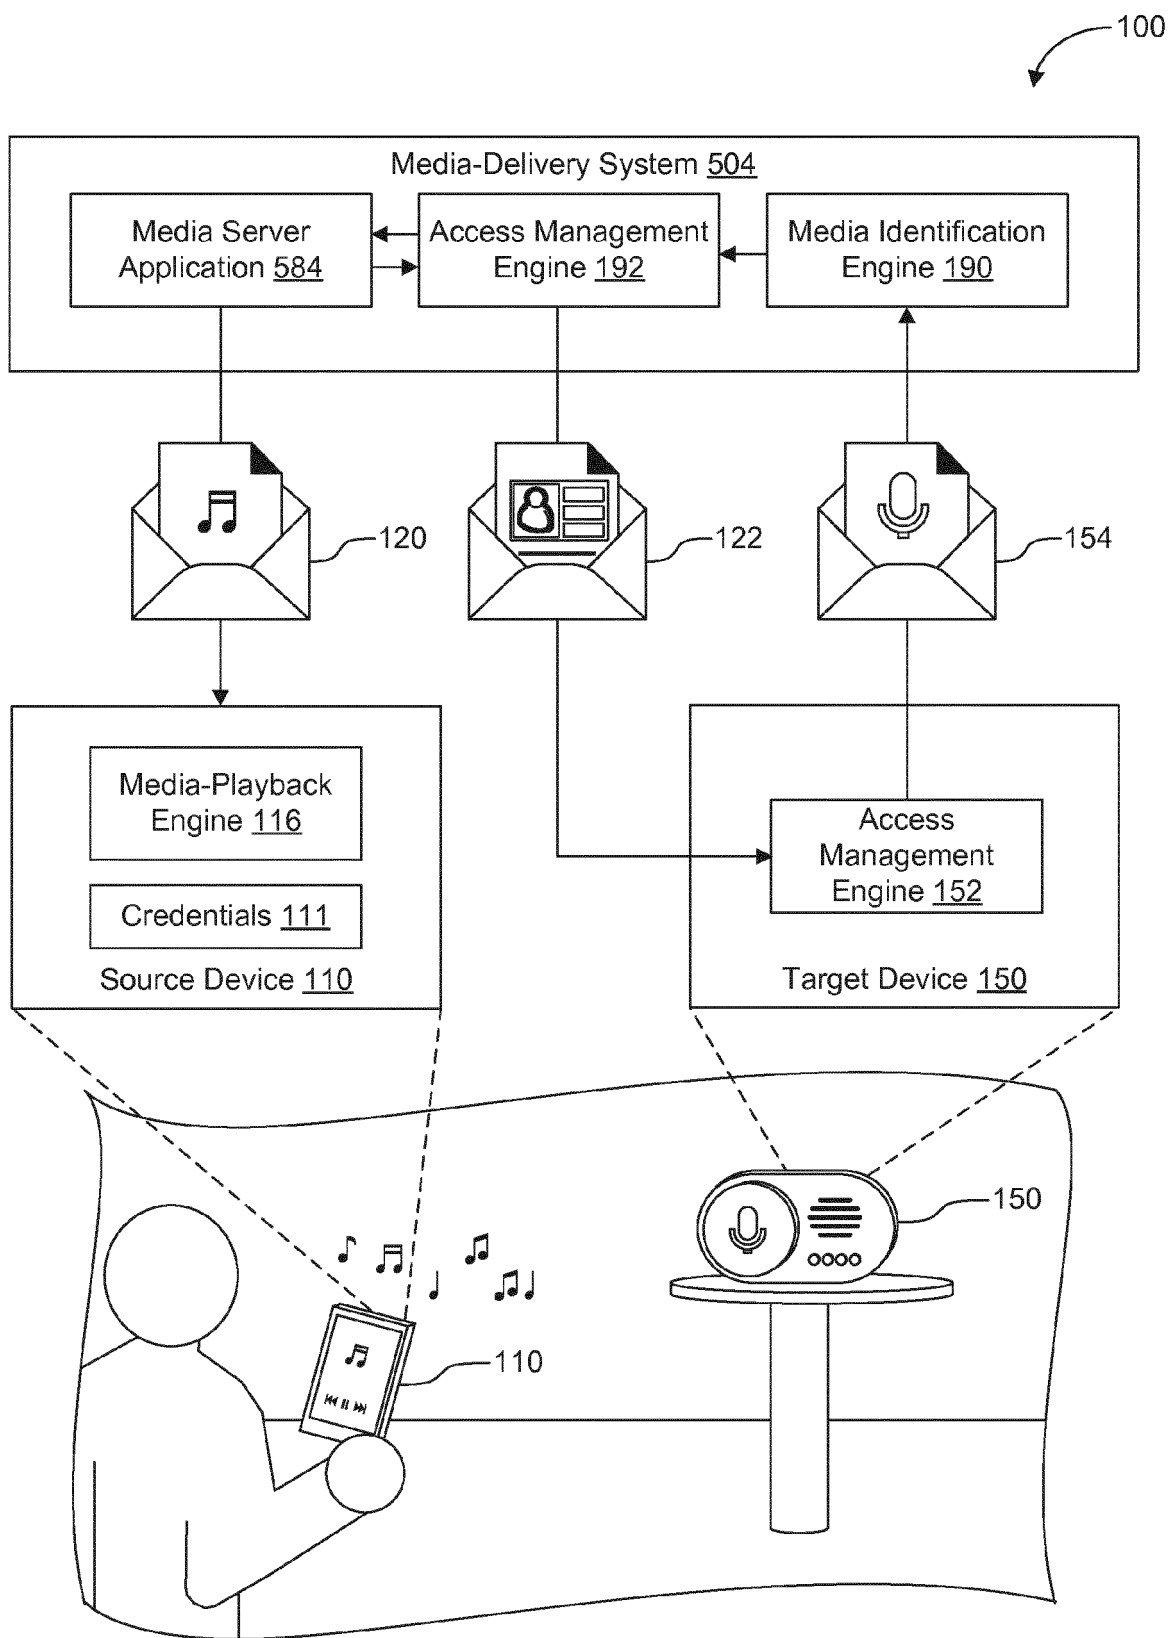 100
Media-Delivery System 504
Media Server
Application 584
Access Management
Engine 192
Media Identification
Engine 190
120
122
154
Media-Playback
Engine 116
Credentials 111
Source Device 110
Access
Management
Engine 152
Target Device 150
150
110